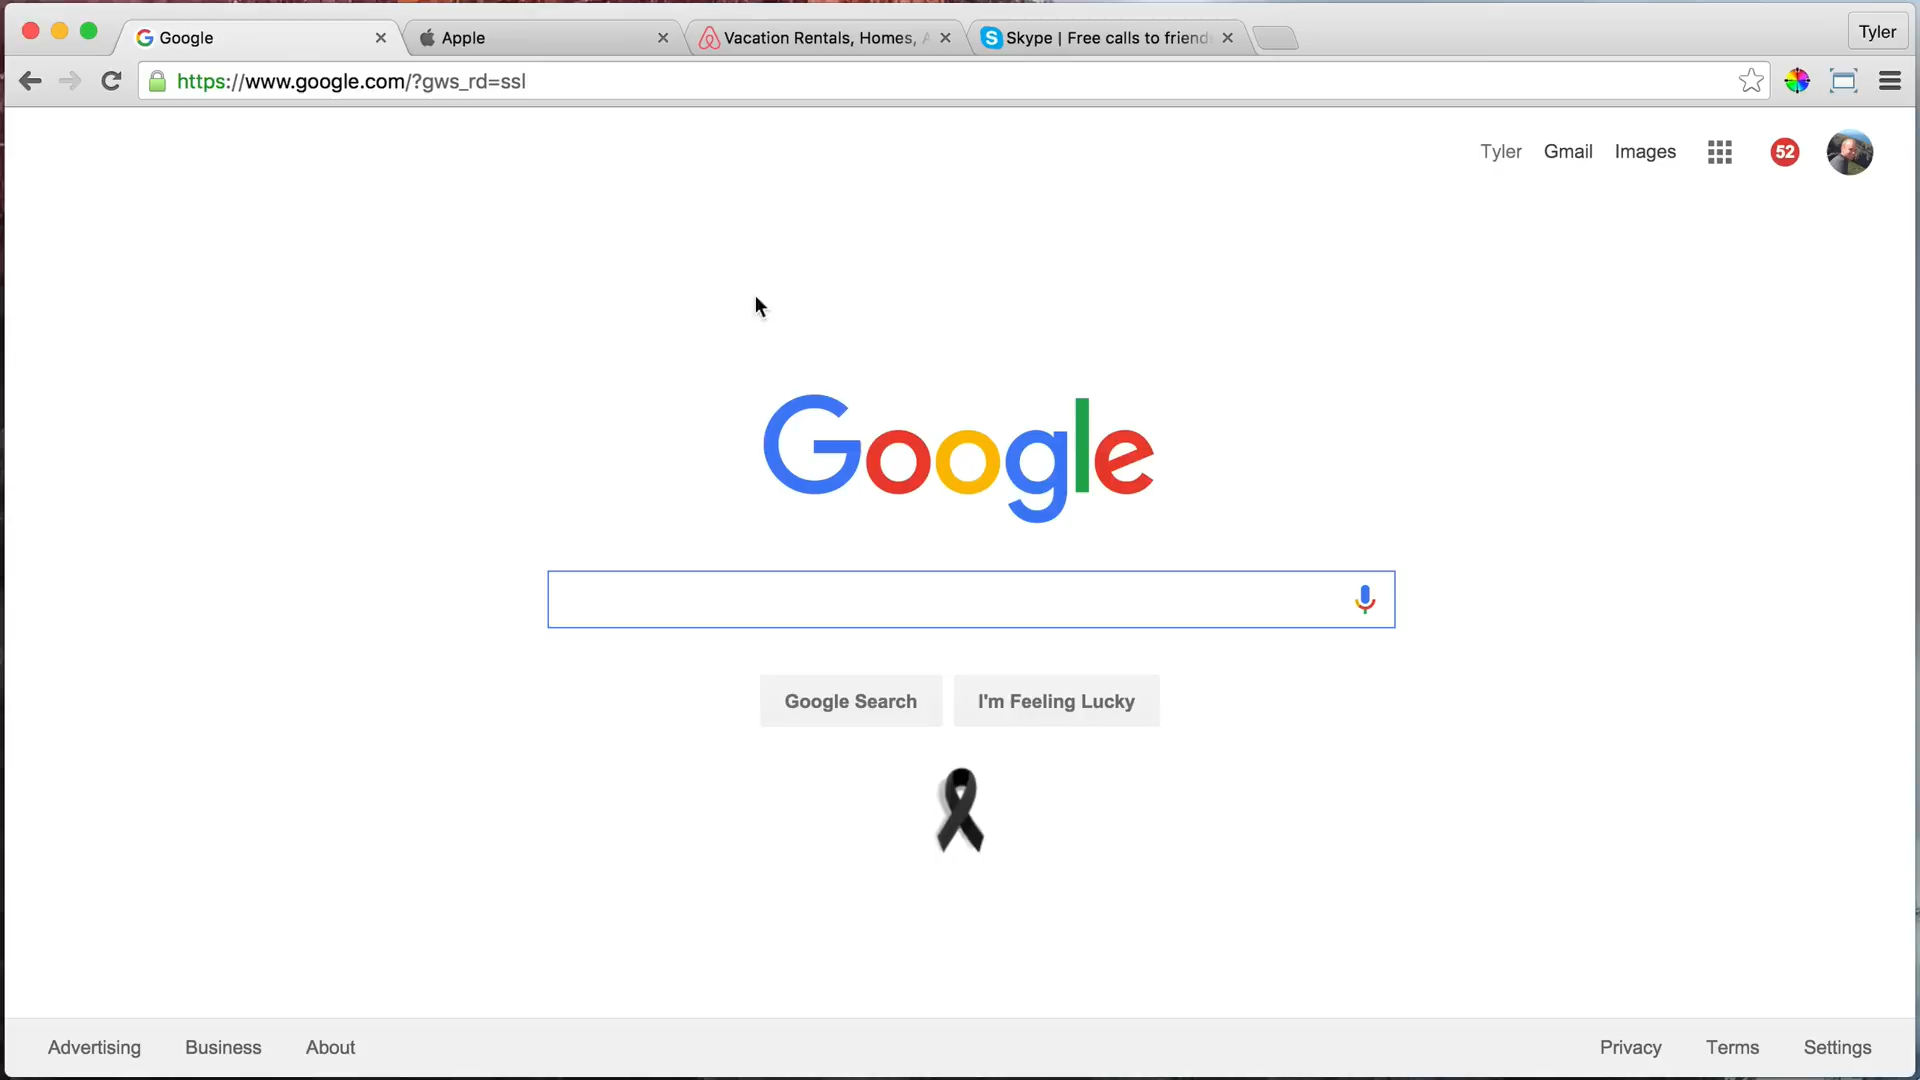 Google
Apple
Vacation Rentals, Homes,
Skype | Free calls to friend
Tyler
https://www.google.com/?gws_rd=ssl
Tyler
Gmail
Images
52
Google
Google Search
I'm Feeling Lucky
Advertising
Business
About
Privacy
Terms
Settings